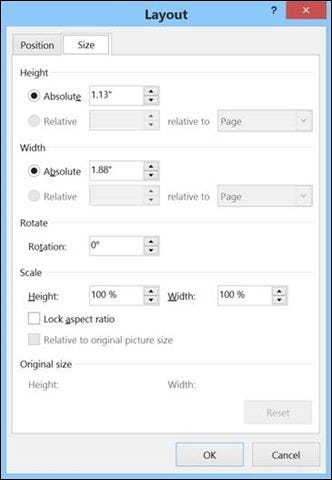 Layout ? ×
Position Size
Height
Absolute 1.13"
Relative relative to Page
Width
Absolute 1.88"
Relative relative to Page
Rotate
Rotation: 0°
Scale
Height: 100 % Width: 100 %
Lock aspect ratio
Relative to original picture size
Original size
Height: Width:
Reset
OK Cancel